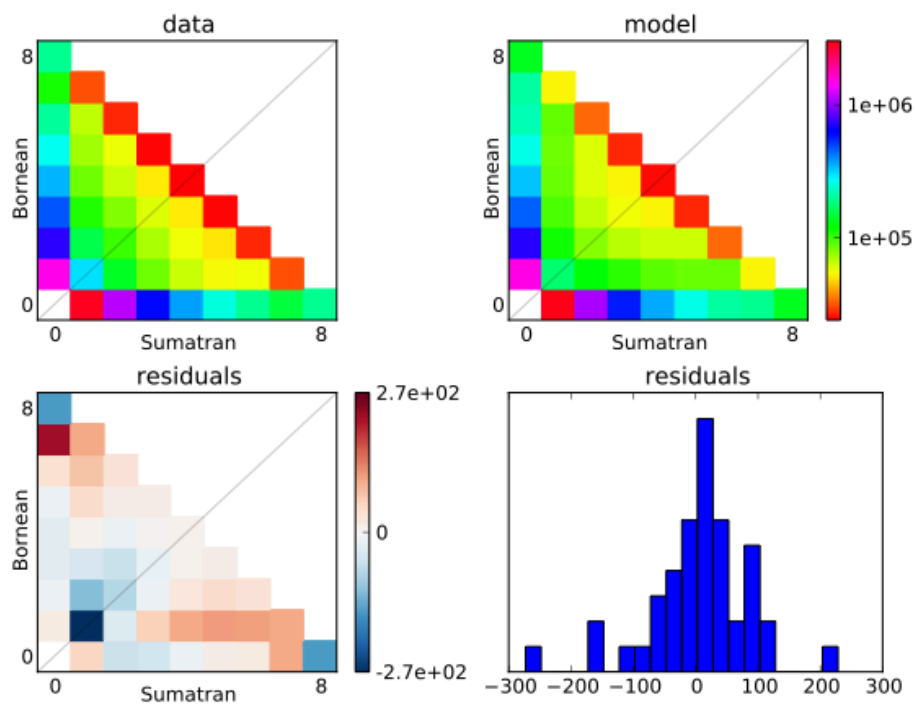 data
model
8
Bornean
0
0
8
Sumatran
8
Bornean
0
0
8
Sumatran
1e+06
1e+05
residuals
residuals
8
Bornean
0
0
8
Sumatran
2.7e+02
0
−2.7e+02
−300 −200 −100 0 100 200 300